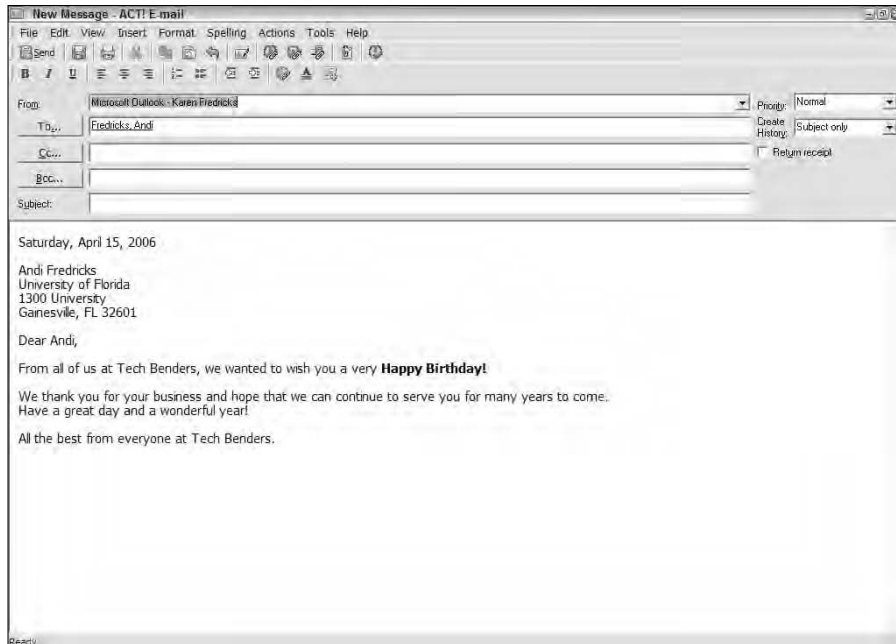 New Message - ACT! E-mail
File Edit View Insert Format Spelling Actions Tools Help
Send
B I U A
From: Microsoft Outlook - Karen Fredricks Priority: Normal
To... Fredricks, Andi Create History: Subject only
Cc... Return receipt
Bcc...
Subject:
Saturday, April 15, 2006
Andi Fredricks
University of Florida
1300 University
Gainesville, FL 32601
Dear Andi,
From all of us at Tech Benders, we wanted to wish you a very Happy Birthday!
We thank you for your business and hope that we can continue to serve you for many years to come.
Have a great day and a wonderful year!
All the best from everyone at Tech Benders.
Ready